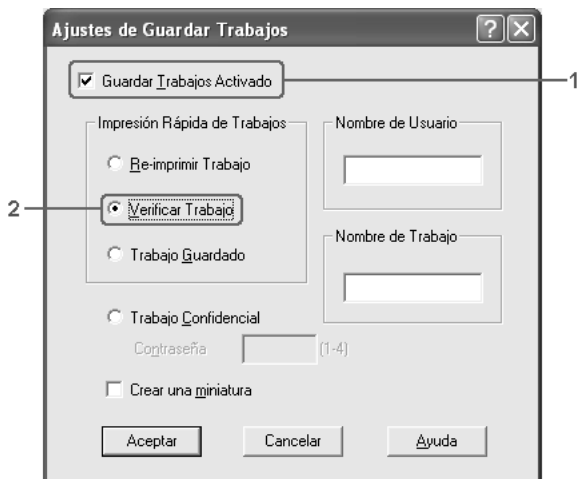 Ajustes de Guardar Trabajos
Guardar Trabajos Activado
1
Impresión Rápida de Trabajos
Re-imprimir Trabajo
2
Verificar Trabajo
Trabajo Guardado
Nombre de Usuario
Nombre de Trabajo
Trabajo Confidencial
Contraseña
(1-4)
Crear una miniatura
Aceptar
Cancelar
Ayuda